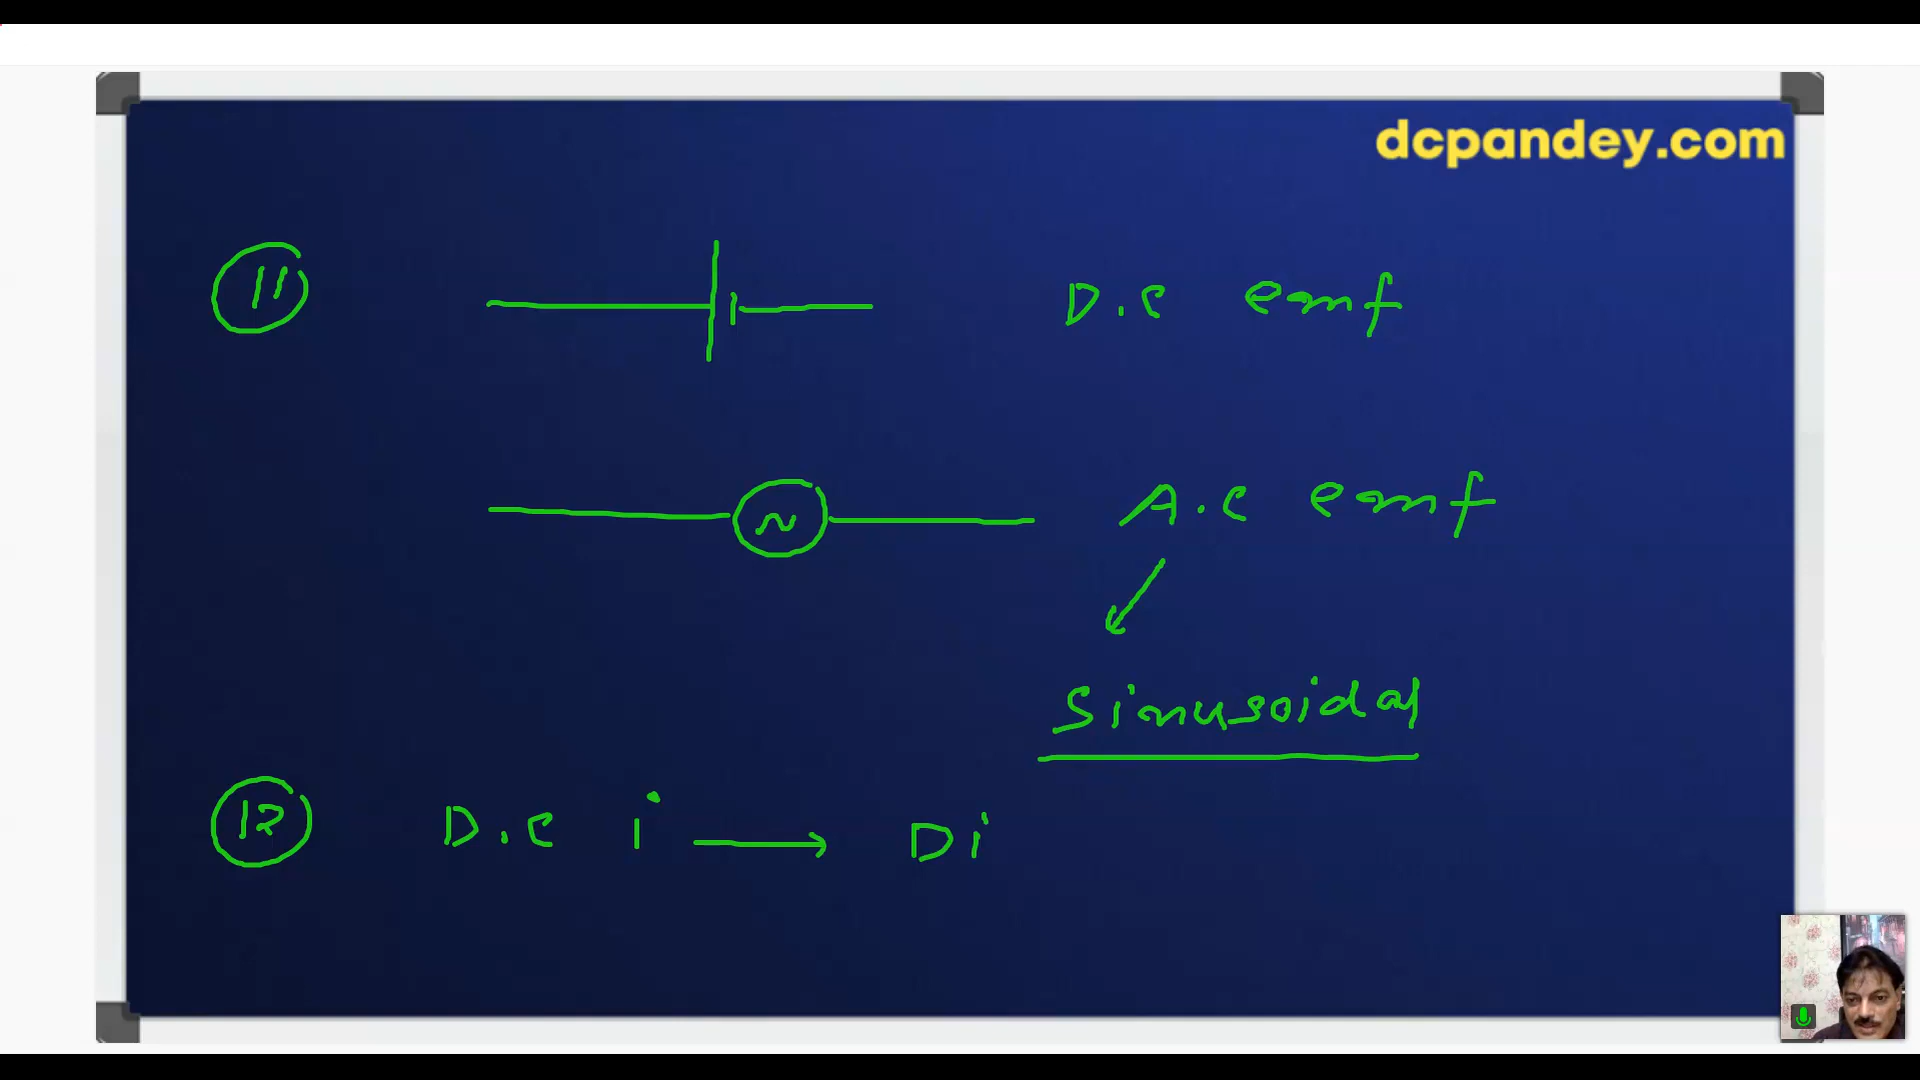 dcpandey.com
11 D.C emf
~ A.C emf
Sinusoidal
12 D.C i → Di